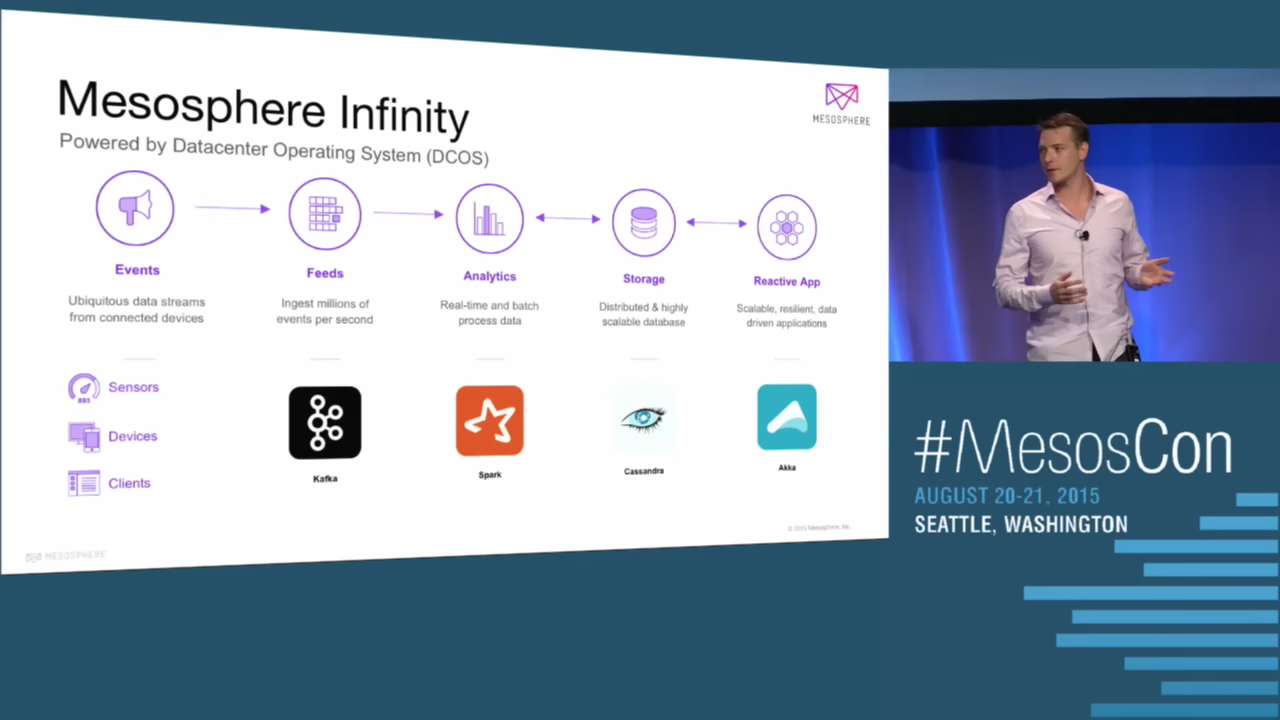 Mesosphere Infinity
Powered by Datacenter Operating System (DCOS)
MESOSPHERE
Events
Ubiquitous data streams
from connected devices
Feeds
Ingest millions of
events per second
Analytics
Real-time and batch
process data
Storage
Distributed & highly
scalable database
Reactive App
Scalable, resilient, data
driven applications
Sensors
Devices
Clients
Kafka
Spark
Cassandra
Akka
© 2015 Mesosphere, Inc.
MESOSPHERE
#MesosCon
AUGUST 20-21, 2015
SEATTLE, WASHINGTON